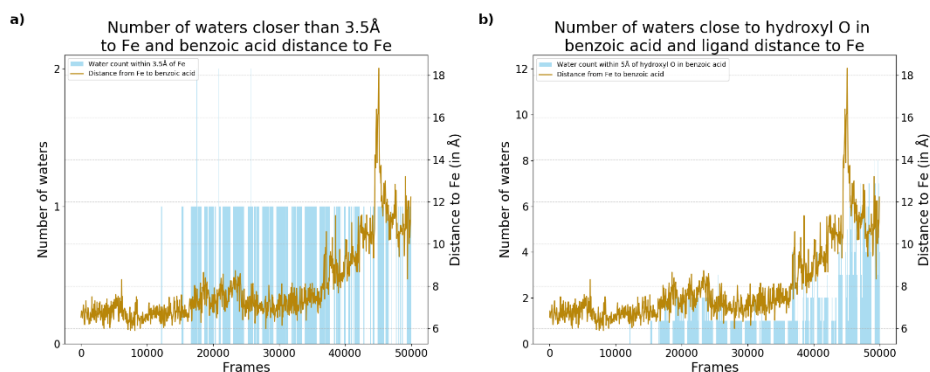 a)
Number of waters closer than 3.5Å
to Fe and benzoic acid distance to Fe
Water count within 3.5Å of Fe
Distance from Fe to benzoic acid
Number of waters
2
1
0
18
16
14
12
10
8
6
Distance to Fe (in Å)
0 10000 20000 30000 40000 50000
Frames
b)
Number of waters close to hydroxyl O in
benzoic acid and ligand distance to Fe
Water count within 5Å of hydroxyl O in benzoic acid
Distance from Fe to benzoic acid
Number of waters
12
10
8
6
4
2
0
18
16
14
12
10
8
6
Distance to Fe (in Å)
0 10000 20000 30000 40000 50000
Frames